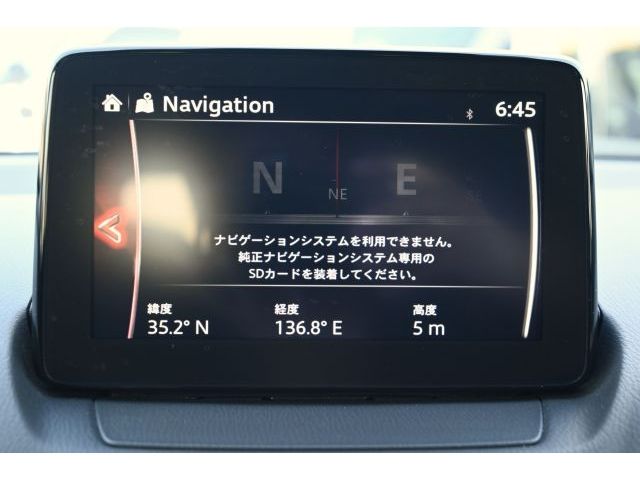 Navigation 6:45
N NE E
ナビゲーションシステムを利用できません。
純正ナビゲーションシステム専用の
SDカードを装着してください。
緯度 経度 高度
35.2° N 136.8° E 5 m